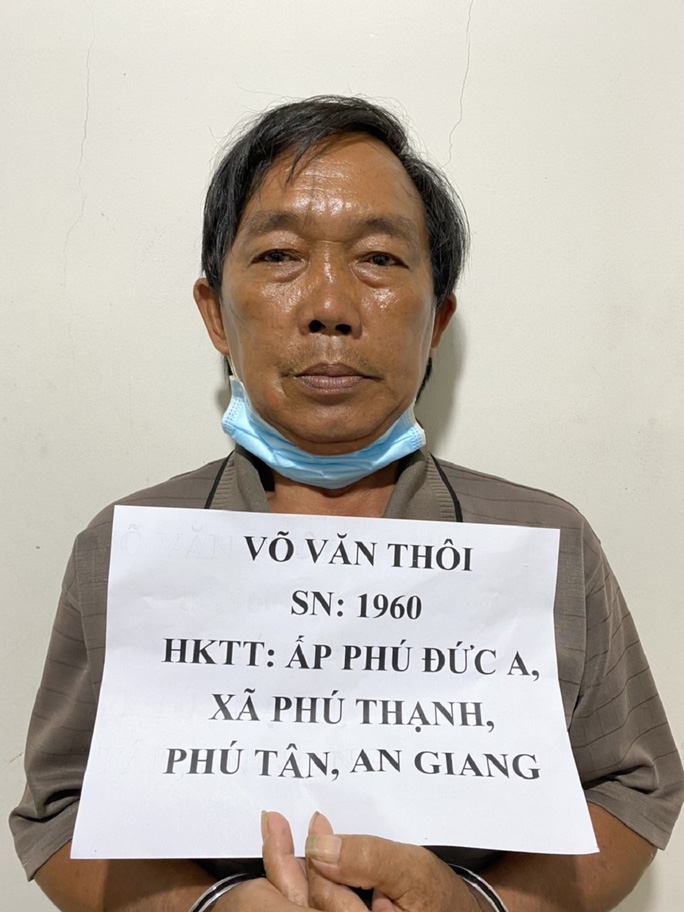 VÕ VĂN THÔI
SN: 1960
HKTT: ẤP PHÚ ĐỨC A,
XÃ PHÚ THẠNH,
PHÚ TÂN, AN GIANG